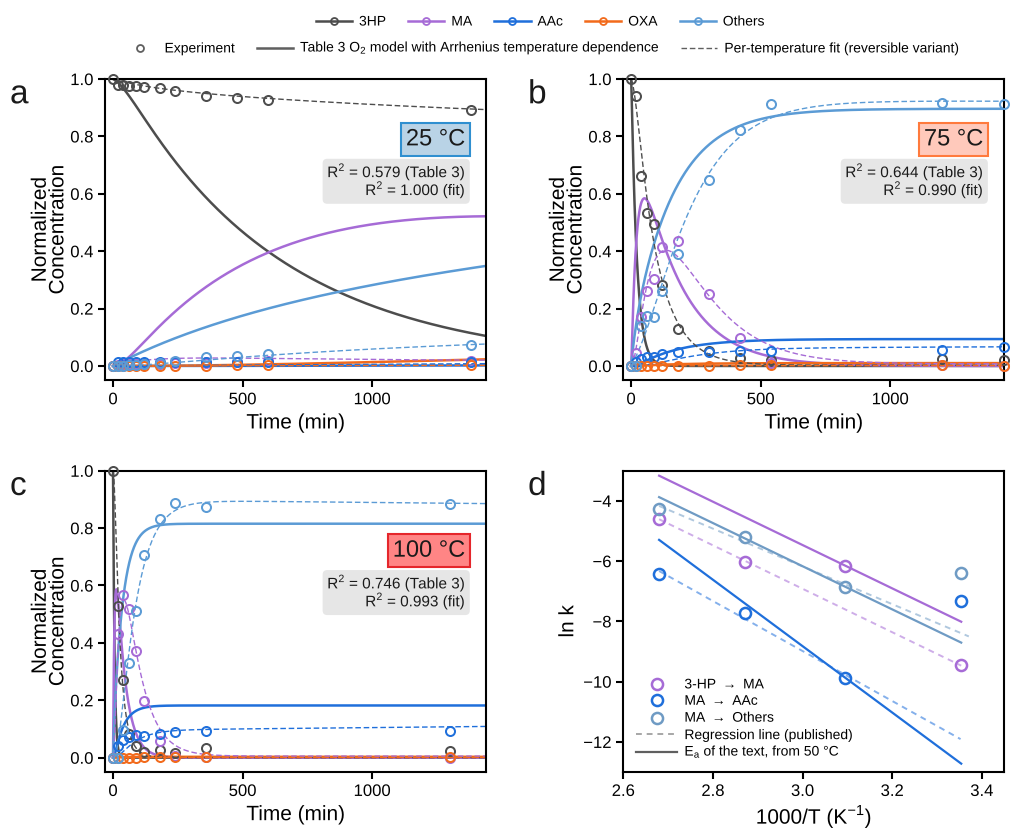 3HP MA AAc OXA Others
Experiment Table 3 O₂ model with Arrhenius temperature dependence Per-temperature fit (reversible variant)
a
1.0
0.8
0.6
0.4
0.2
0.0
Normalized
Concentration
25 °C
R² = 0.579 (Table 3)
R² = 1.000 (fit)
0 500 1000
Time (min)
b
1.0
0.8
0.6
0.4
0.2
0.0
Normalized
Concentration
75 °C
R² = 0.644 (Table 3)
R² = 0.990 (fit)
0 500 1000
Time (min)
c
1.0
0.8
0.6
0.4
0.2
0.0
Normalized
Concentration
100 °C
R² = 0.746 (Table 3)
R² = 0.993 (fit)
0 500 1000
Time (min)
d
−4
−6
−8
−10
−12
ln k
3-HP → MA
MA → AAc
MA → Others
Regression line (published)
Eₐ of the text, from 50 °C
2.6 2.8 3.0 3.2 3.4
1000/T (K⁻¹)